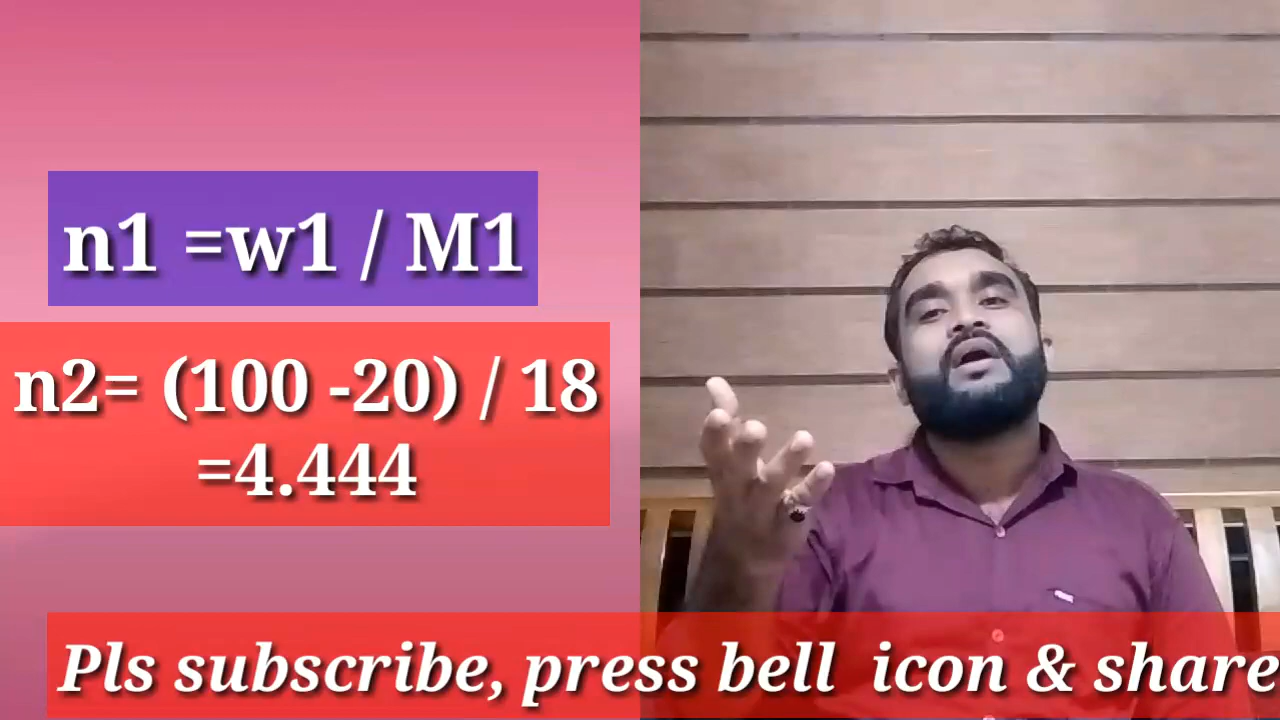 n1 =w1 / M1
n2= (100 -20) / 18
=4.444
Pls subscribe, press bell icon & share